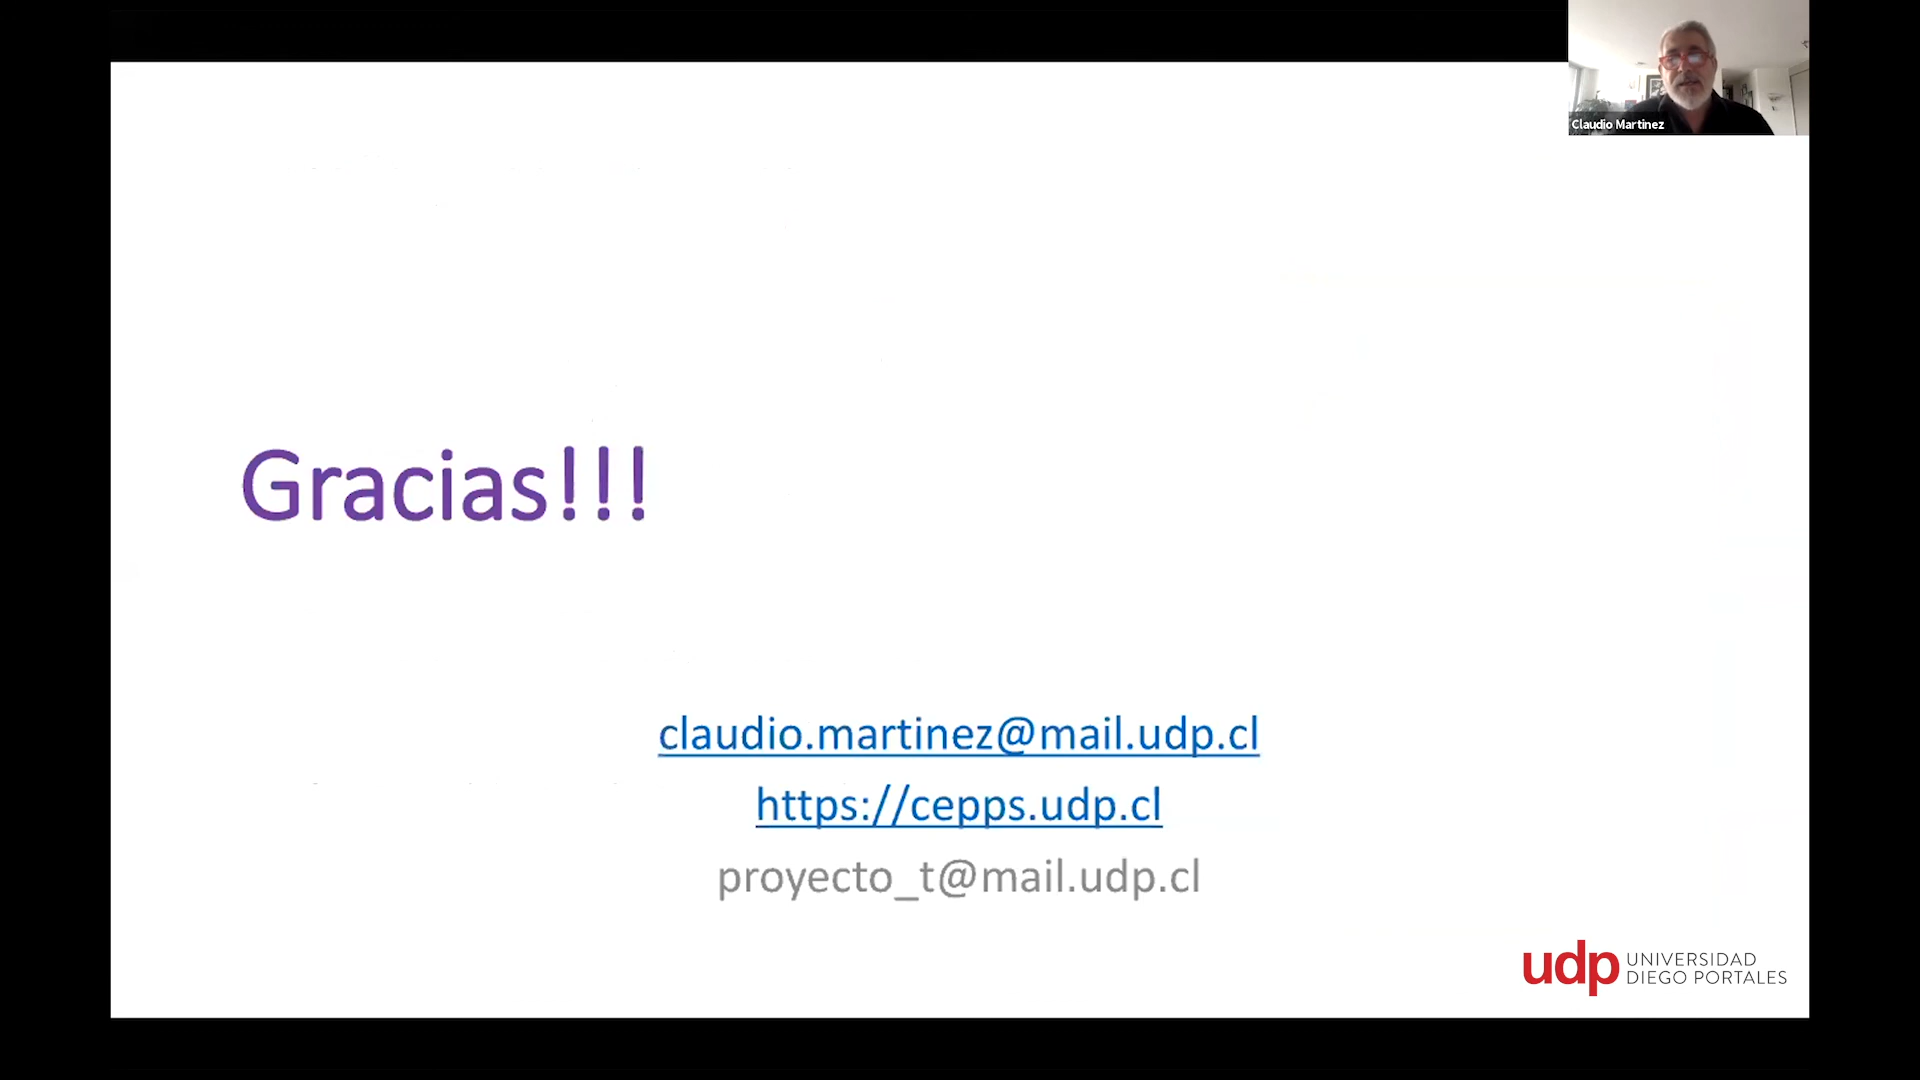 Claudio Martinez
Gracias!!!
claudio.martinez@mail.udp.cl
https://cepps.udp.cl
proyecto_t@mail.udp.cl
udp UNIVERSIDAD
DIEGO PORTALES